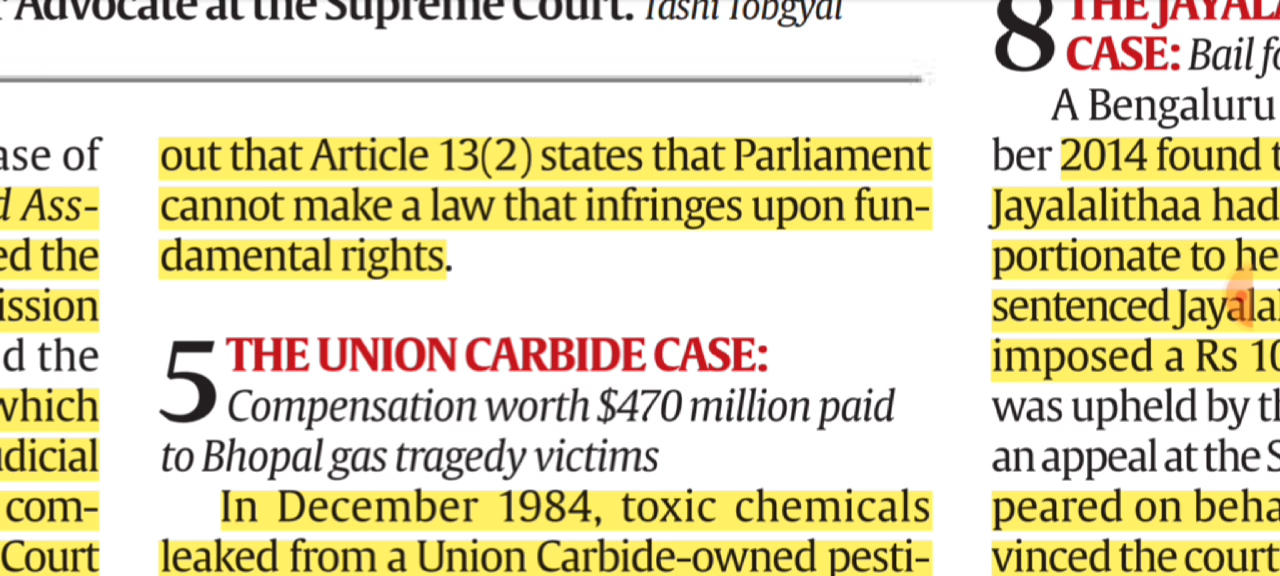 Advocate at the Supreme Court. Tashi Tobgyal
ase of
d Ass-
ed the
ission
d the
which
dicial
com-
Court
out that Article 13(2) states that Parliament
cannot make a law that infringes upon fun-
damental rights.
5 THE UNION CARBIDE CASE:
Compensation worth $470 million paid
to Bhopal gas tragedy victims
In December 1984, toxic chemicals
leaked from a Union Carbide-owned pesti-
8 THE JAYALA
CASE: Bail fo
A Bengaluru
ber 2014 found t
Jayalalithaa had
portionate to he
sentenced Jayalal
imposed a Rs 10
was upheld by th
an appeal at the S
peared on beha
vinced the court